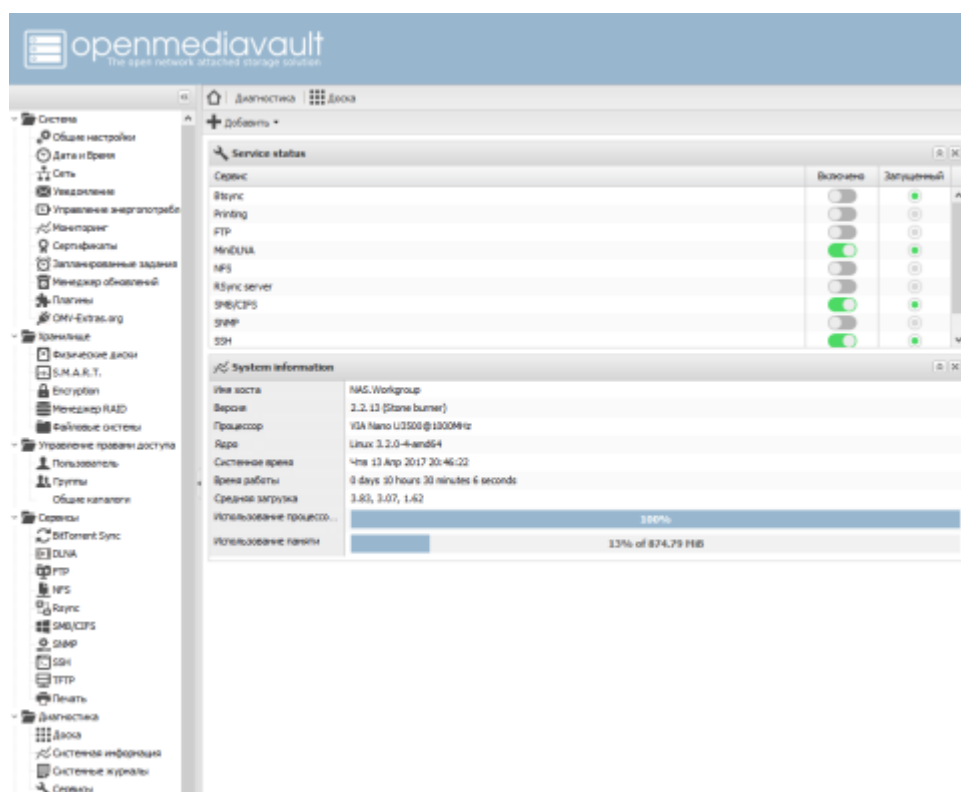 openmediavault
The open network attached storage solution
Диагностика
Доска
Добавить
Система
Общие настройки
Дата и Время
Сеть
Уведомление
Управление энергопотребл
Мониторинг
Сертификаты
Запланированные задания
Менеджер обновлений
Плагины
OMV-Extras.org
Хранилище
Физические диски
S.M.A.R.T.
Encryption
Менеджер RAID
Файловые системы
Управление правами доступа
Пользователь
Группы
Общие каталоги
Сервисы
BitTorrent Sync
DLNA
FTP
NFS
Rsync
SMB/CIFS
SNMP
SSH
TFTP
Печать
Диагностика
Доска
Системная информация
Системные журналы
Сервисы
Service status
Сервис Включено Запущенный
Btsync
Printing
FTP
MiniDLNA
NFS
RSync server
SMB/CIFS
SNMP
SSH
System information
Имя хоста NAS.Workgroup
Версия 2.2.13 (Stone burner)
Процессор VIA Nano U3500@1000MHz
Ядро Linux 3.2.0-4-amd64
Системное время Чтв 13 Апр 2017 20:46:22
Время работы 0 days 10 hours 30 minutes 6 seconds
Средняя загрузка 3.83, 3.07, 1.62
Использование процессо... 100%
Использование памяти 13% of 874.79 MiB